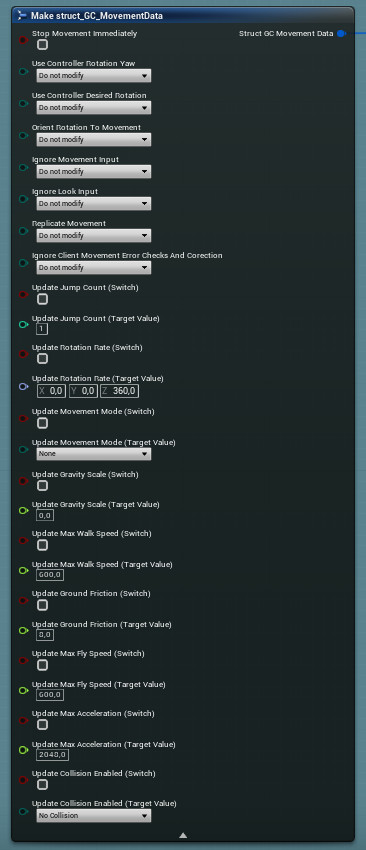 Make struct_GC_MovementData
Stop Movement Immediately
Struct GC Movement Data
Use Controller Rotation Yaw
Do not modify
Use Controller Desired Rotation
Do not modify
Orient Rotation To Movement
Do not modify
Ignore Movement Input
Do not modify
Ignore Look Input
Do not modify
Replicate Movement
Do not modify
Ignore Client Movement Error Checks And Corection
Do not modify
Update Jump Count (Switch)
Update Jump Count (Target Value)
1
Update Rotation Rate (Switch)
Update Rotation Rate (Target Value)
X 0,0 Y 0,0 Z 360,0
Update Movement Mode (Switch)
Update Movement Mode (Target Value)
None
Update Gravity Scale (Switch)
Update Gravity Scale (Target Value)
0,0
Update Max Walk Speed (Switch)
Update Max Walk Speed (Target Value)
600,0
Update Ground Friction (Switch)
Update Ground Friction (Target Value)
8,0
Update Max Fly Speed (Switch)
Update Max Fly Speed (Target Value)
600,0
Update Max Acceleration (Switch)
Update Max Acceleration (Target Value)
2048,0
Update Collision Enabled (Switch)
Update Collision Enabled (Target Value)
No Collision